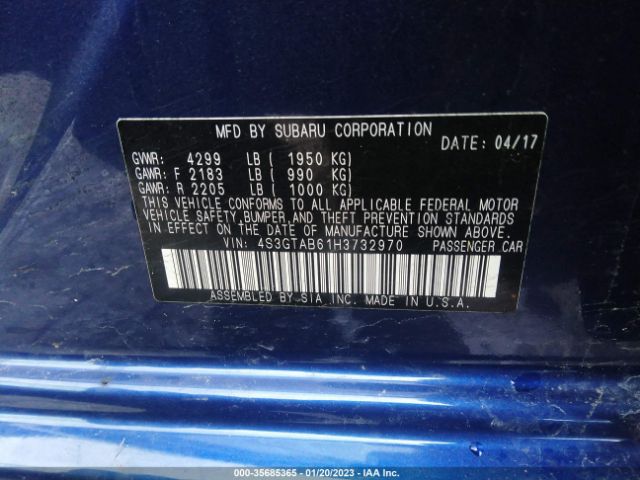 MFD BY SUBARU CORPORATION
DATE: 04/17
GVWR: 4299 LB ( 1950 KG)
GAWR: F 2183 LB ( 990 KG)
GAWR: R 2205 LB ( 1000 KG)
THIS VEHICLE CONFORMS TO ALL APPLICABLE FEDERAL MOTOR
VEHICLE SAFETY,BUMPER,AND THEFT PREVENTION STANDARDS
IN EFFECT ON THE DATE OF MANUFACTURE SHOWN ABOVE.
VIN: 4S3GTAB61H3732970 PASSENGER CAR
ASSEMBLED BY SIA INC. MADE IN U.S.A.
000-35685365 | 01/20/2023 | IAA Inc.